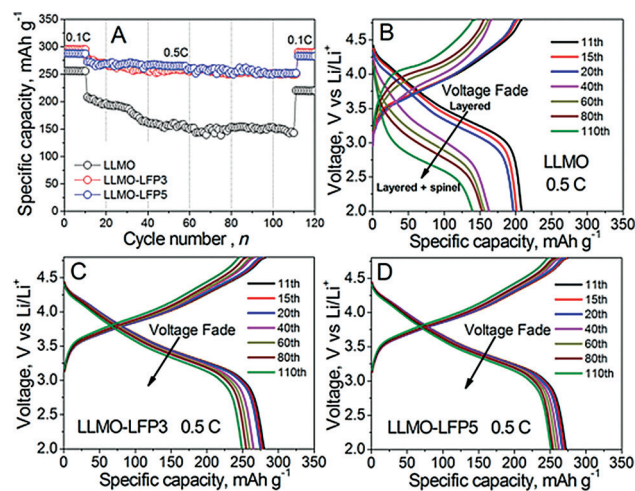 A
0.1C
0.5C
0.1C
Specific capacity, mAh g⁻¹
350
300
250
200
150
100
50
0
LLMO
LLMO-LFP3
LLMO-LFP5
0 20 40 60 80 100 120
Cycle number , n
B
Voltage, V vs Li/Li⁺
4.5
4.0
3.5
3.0
2.5
2.0
11th
15th
20th
40th
60th
80th
110th
Voltage Fade
Layered
Layered + spinel
LLMO
0.5 C
0 50 100 150 200 250 300 350
Specific capacity, mAh g⁻¹
C
Voltage, V vs Li/Li⁺
4.5
4.0
3.5
3.0
2.5
2.0
11th
15th
20th
40th
60th
80th
110th
Voltage Fade
LLMO-LFP3 0.5 C
0 50 100 150 200 250 300 350
Specific capacity, mAh g⁻¹
D
Voltage, V vs Li/Li⁺
4.5
4.0
3.5
3.0
2.5
2.0
11th
15th
20th
40th
60th
80th
110th
Voltage Fade
LLMO-LFP5 0.5 C
0 50 100 150 200 250 300 350
Specific capacity, mAh g⁻¹